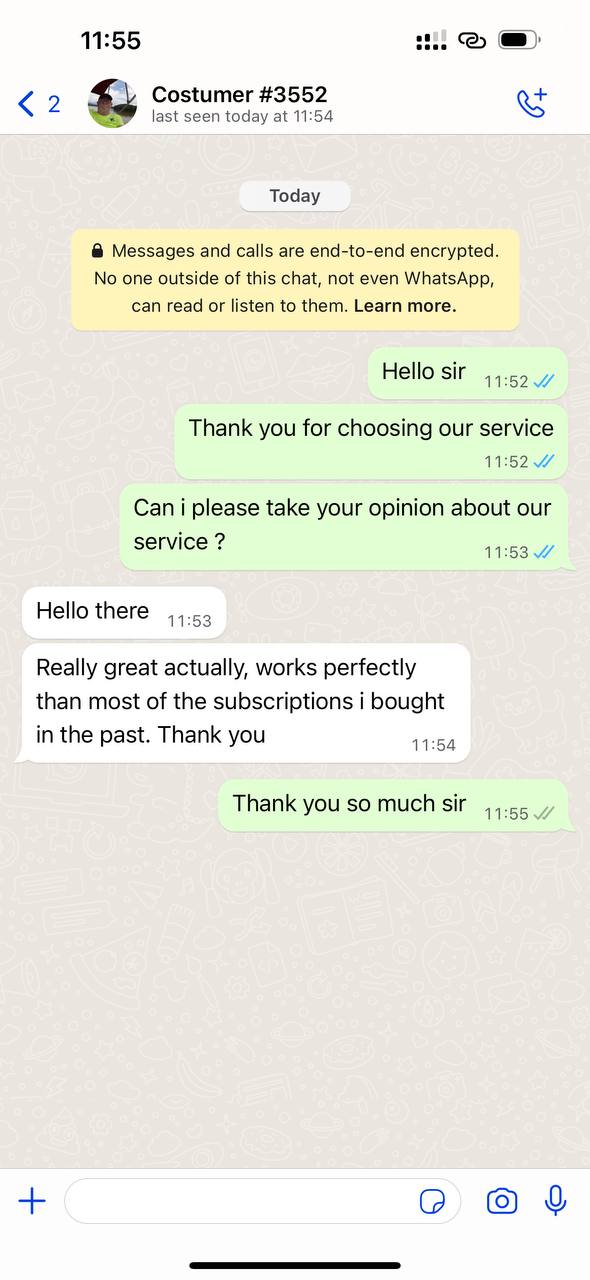 11:55
2
Costumer #3552
last seen today at 11:54
Today
Messages and calls are end-to-end encrypted.
No one outside of this chat, not even WhatsApp,
can read or listen to them. Learn more.
Hello sir 11:52
Thank you for choosing our service
11:52
Can i please take your opinion about our
service ? 11:53
Hello there 11:53
Really great actually, works perfectly
than most of the subscriptions i bought
in the past. Thank you 11:54
Thank you so much sir 11:55